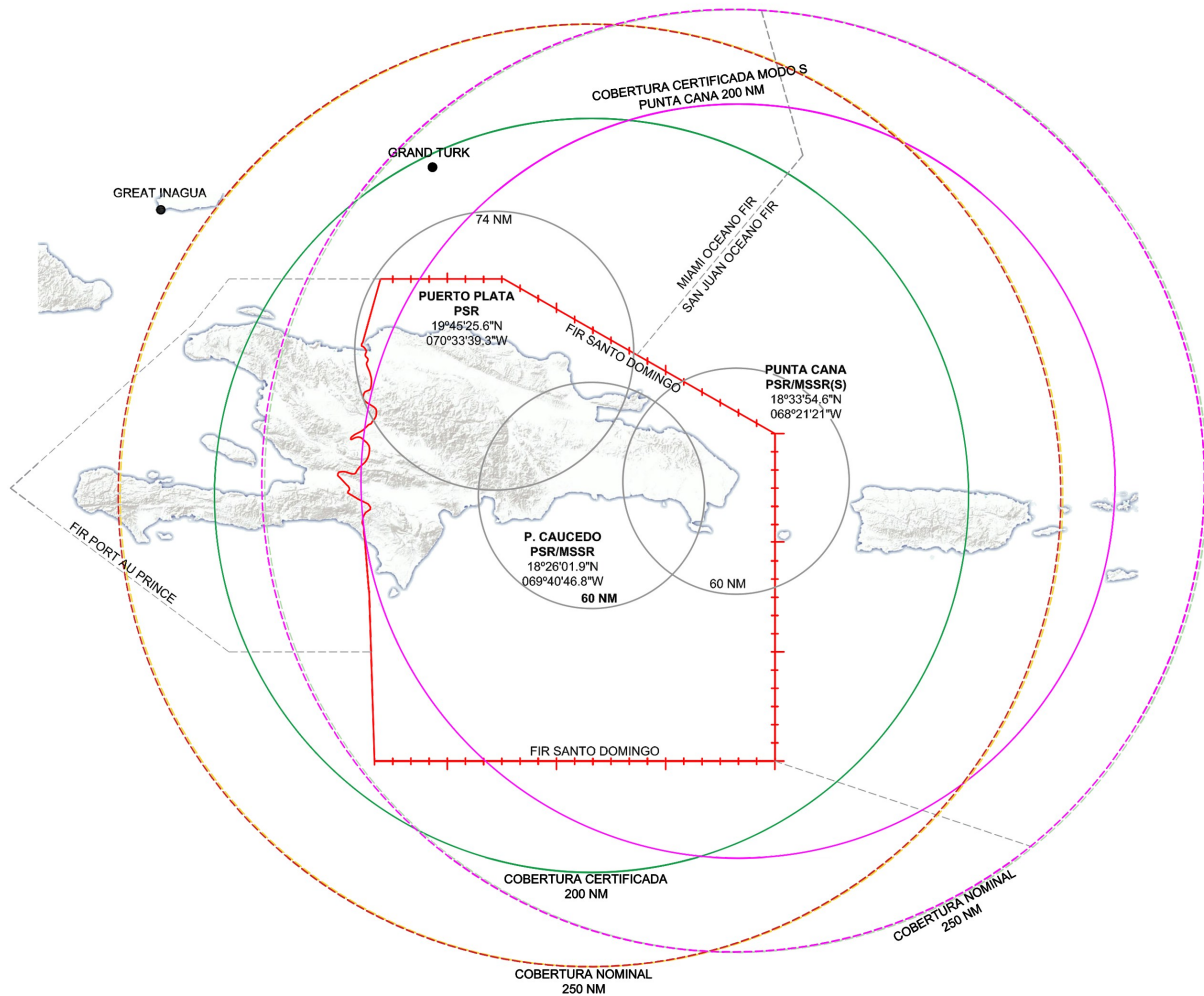 COBERTURA CERTIFICADA MODO S
PUNTA CANA 200 NM
GRAND TURK
GREAT INAGUA
74 NM
MIAMI OCEANO FIR
SAN JUAN OCEANO FIR
PUERTO PLATA
PSR
19º45'25.6"N
070º33'39.3"W
FIR SANTO DOMINGO
PUNTA CANA
PSR/MSSR(S)
18º33'54.6"N
068º21'21"W
P. CAUCEDO
PSR/MSSR
18º26'01.9"N
069º40'46.8"W
60 NM
60 NM
FIR PORT AU PRINCE
FIR SANTO DOMINGO
COBERTURA CERTIFICADA
200 NM
COBERTURA NOMINAL
250 NM
COBERTURA NOMINAL
250 NM